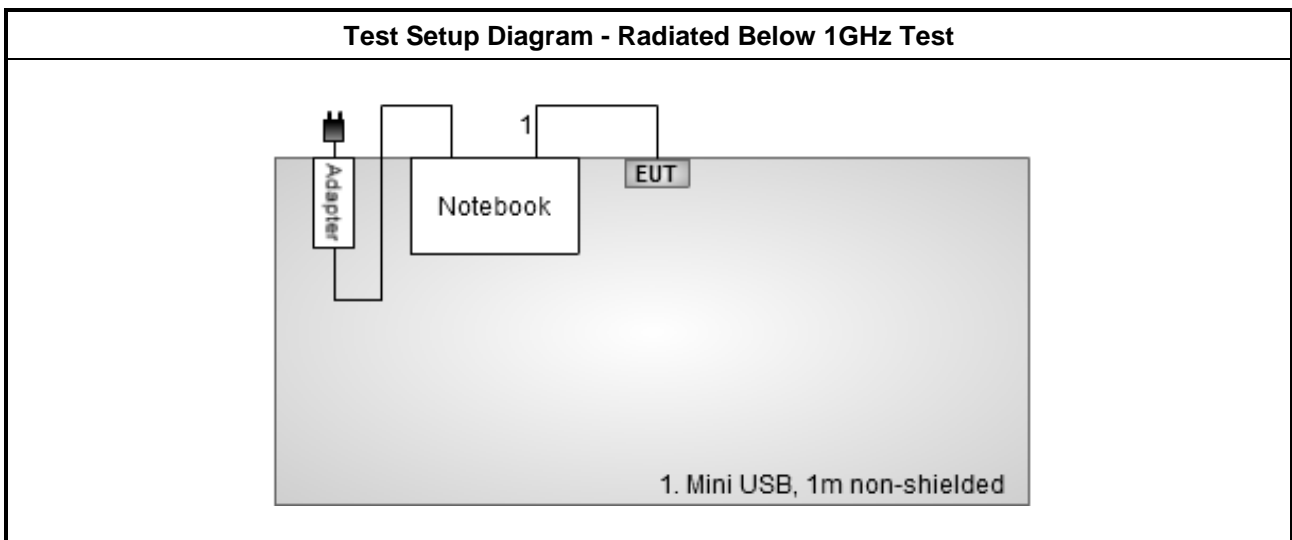 Test Setup Diagram - Radiated Below 1GHz Test
1
Adapter
Notebook
EUT
1. Mini USB, 1m non-shielded